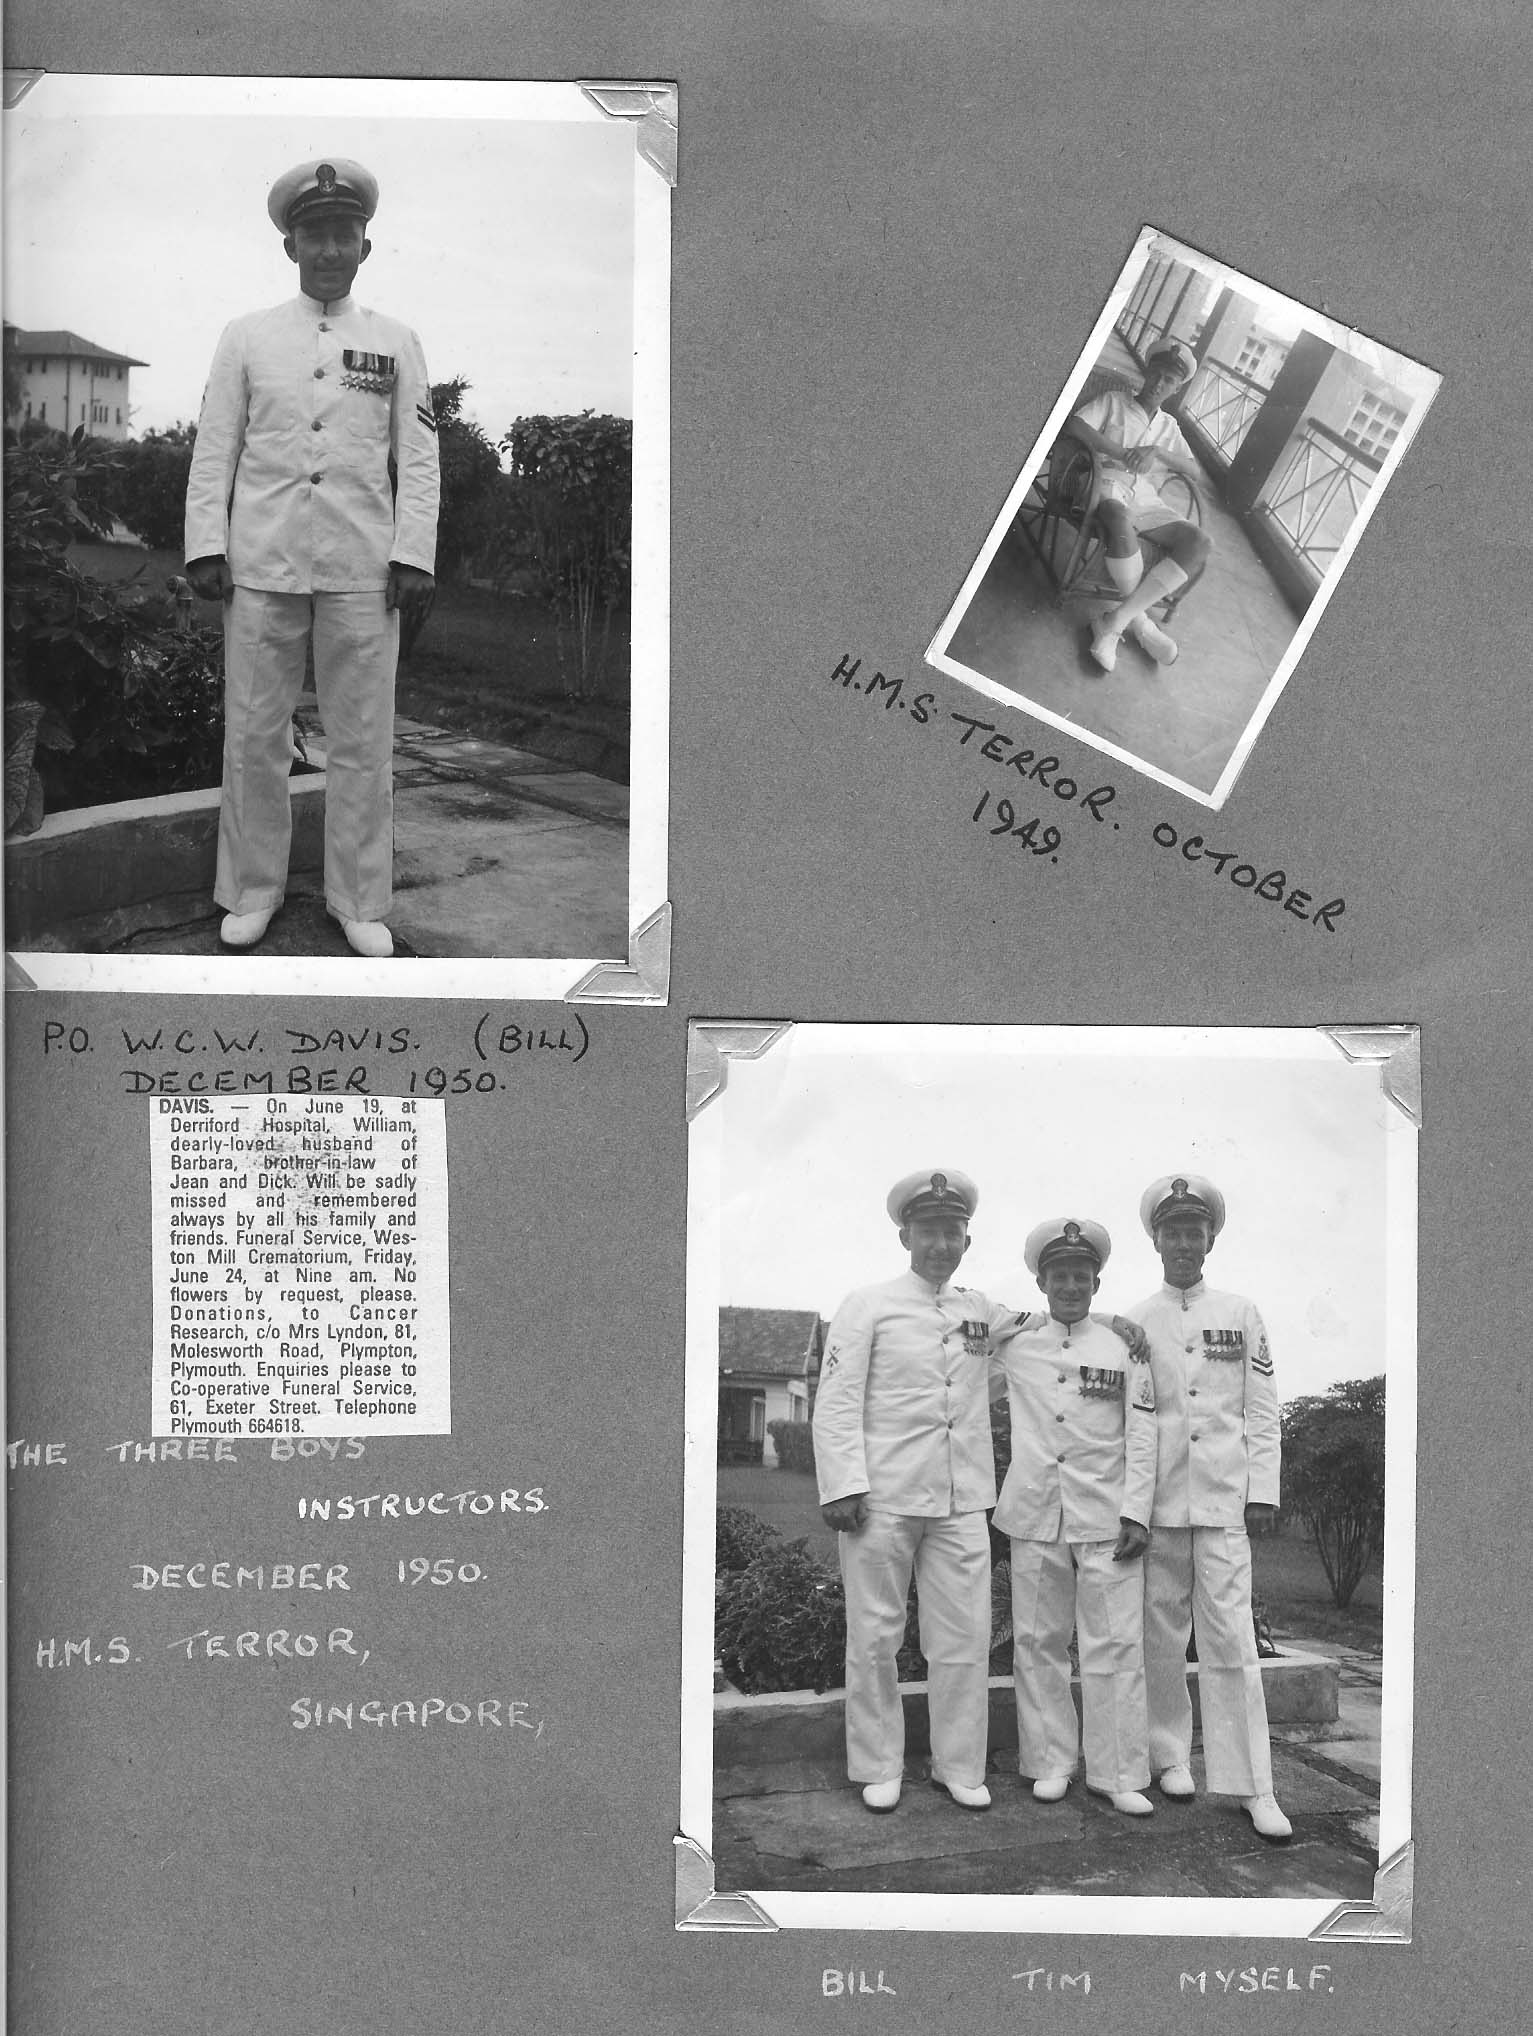 P.O. W.C.W. DAVIS. (BILL)
DECEMBER 1950.
DAVIS. — On June 19, at
Derriford Hospital, William,
dearly-loved husband of
Barbara, brother-in-law of
Jean and Dick. Will be sadly
missed and remembered
always by all his family and
friends. Funeral Service, Wes-
ton Mill Crematorium, Friday,
June 24, at Nine am. No
flowers by request, please.
Donations, to Cancer
Research, c/o Mrs Lyndon, 81,
Molesworth Road, Plympton,
Plymouth. Enquiries please to
Co-operative Funeral Service,
61, Exeter Street. Telephone
Plymouth 664618.
THE THREE BOYS
INSTRUCTORS.
DECEMBER 1950.
H.M.S. TERROR,
SINGAPORE,
H.M.S. TERROR. OCTOBER
1949.
BILL TIM MYSELF.